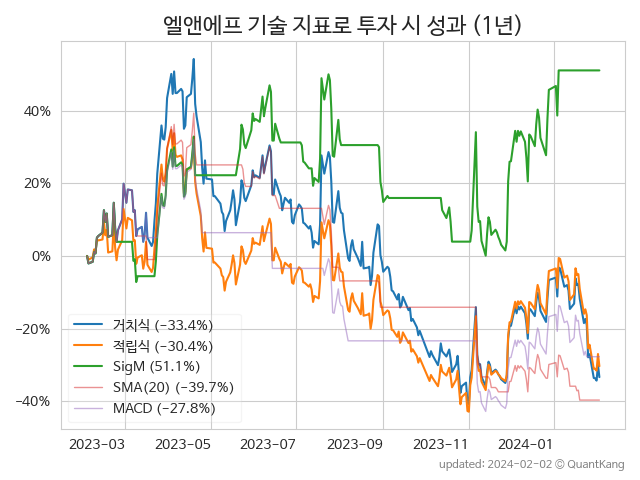 엘앤에프 기술 지표로 투자 시 성과 (1년)
40%
20%
0%
−20%
−40%
거치식 (−33.4%)
적립식 (−30.4%)
SigM (51.1%)
SMA(20) (−39.7%)
MACD (−27.8%)
2023−03 2023−05 2023−07 2023−09 2023−11 2024−01
updated: 2024−02−02 © QuantKang